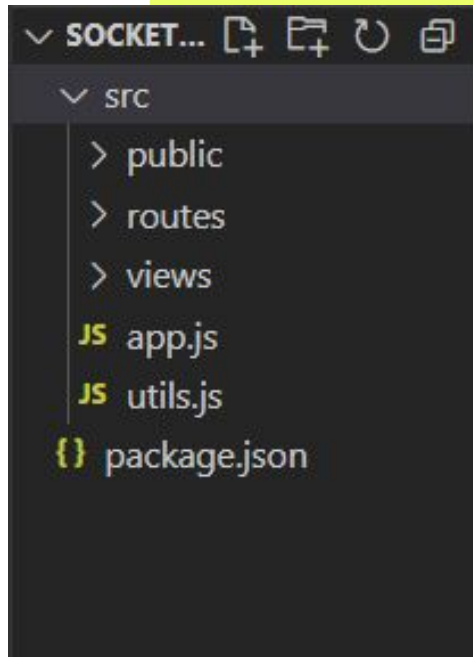 SOCKET...
src
public
routes
views
JS app.js
JS utils.js
{} package.json